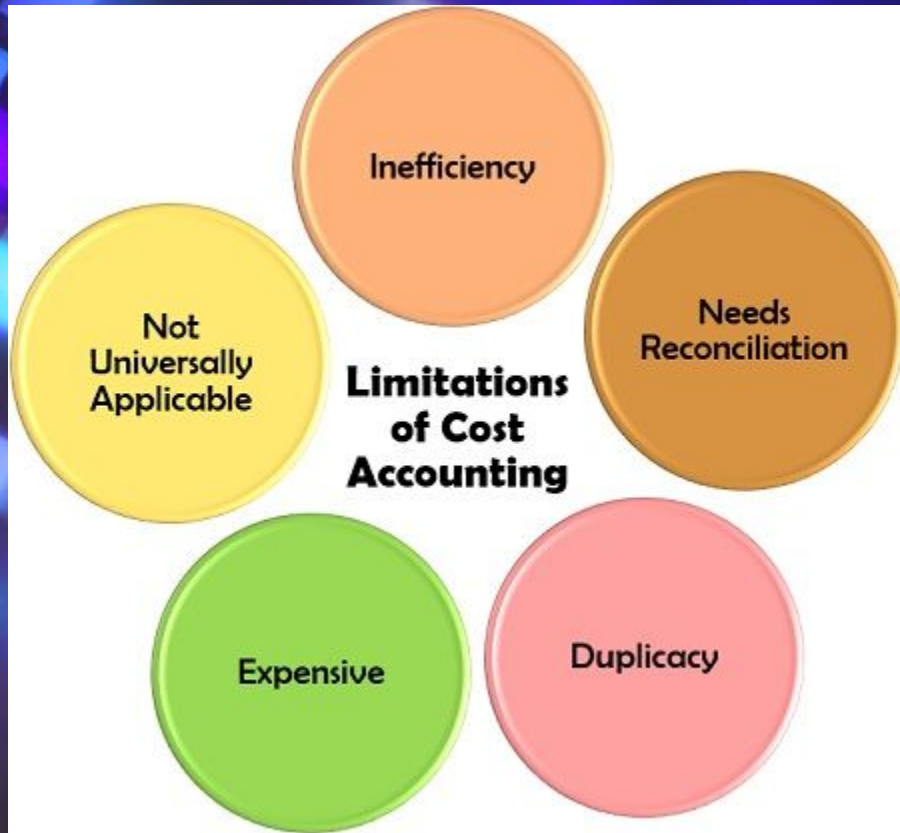 Inefficiency
Needs
Reconciliation
Not
Universally
Applicable
Limitations
of Cost
Accounting
Expensive
Duplicacy